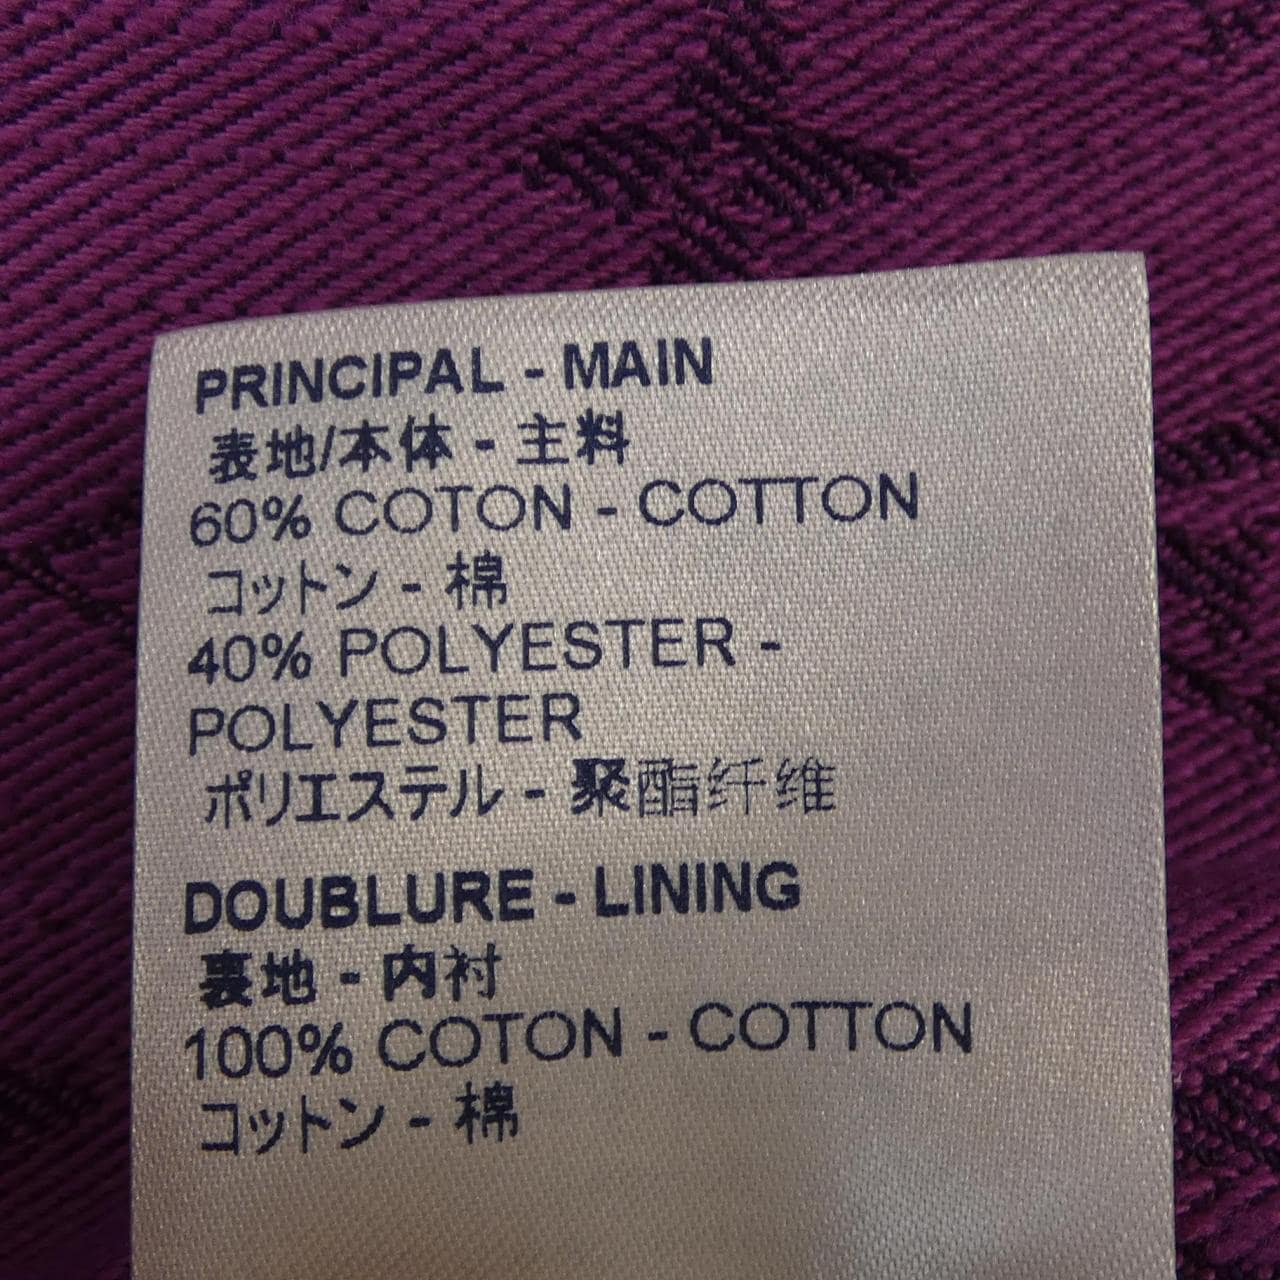 PRINCIPAL - MAIN
表地/本体 - 主料
60% COTON - COTTON
コットン - 棉
40% POLYESTER -
POLYESTER
ポリエステル - 聚酯纤维
DOUBLURE - LINING
裏地 - 内衬
100% COTON - COTTON
コットン - 棉